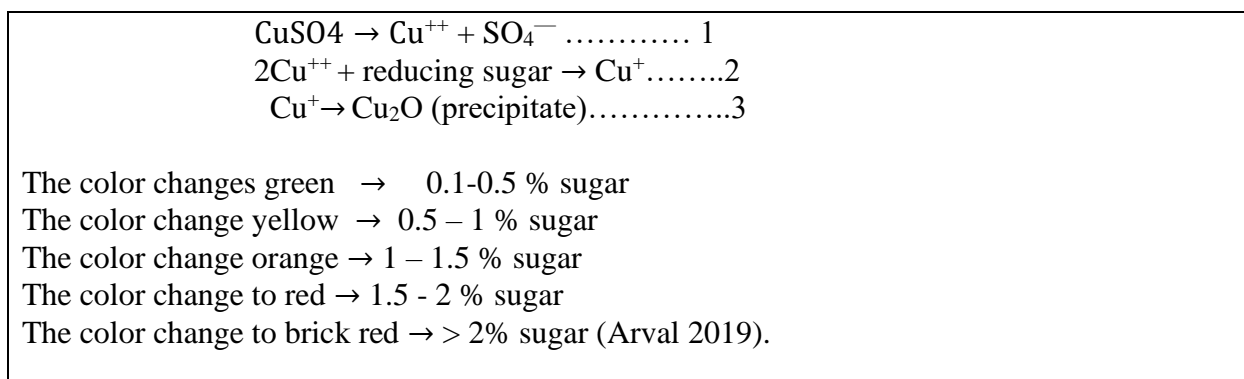 CuSO4 → Cu⁺⁺ + SO₄⁻⁻ ………… 1
2Cu⁺⁺ + reducing sugar → Cu⁺……..2
Cu⁺→ Cu₂O (precipitate)…………..3
The color changes green → 0.1-0.5 % sugar
The color change yellow → 0.5 – 1 % sugar
The color change orange → 1 – 1.5 % sugar
The color change to red → 1.5 - 2 % sugar
The color change to brick red → > 2% sugar (Arval 2019).